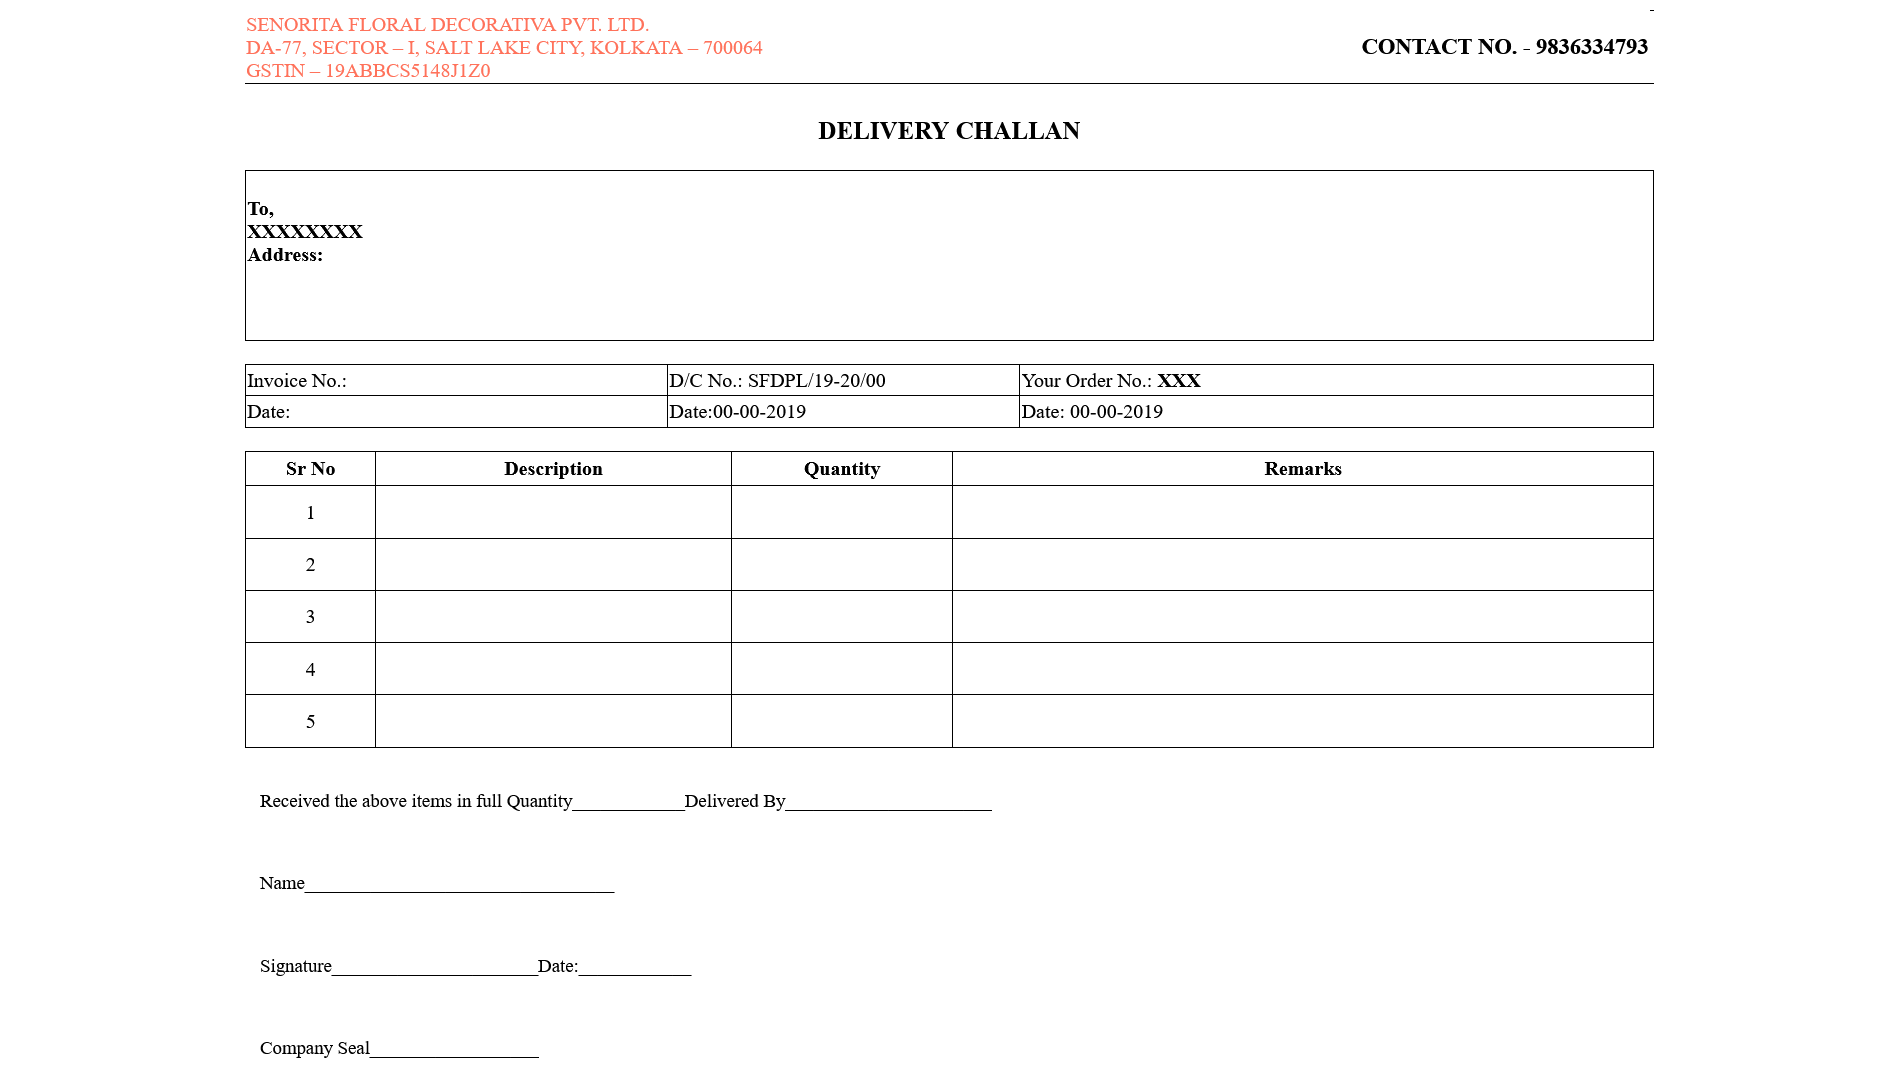 SENORITA FLORAL DECORATIVA PVT. LTD.
DA-77, SECTOR – I, SALT LAKE CITY, KOLKATA – 700064
GSTIN – 19ABBCS5148J1Z0
-
CONTACT NO. - 9836334793
DELIVERY CHALLAN
To,
XXXXXXXX
Address:
Invoice No.: D/C No.: SFDPL/19-20/00 Your Order No.: XXX
Date: Date:00-00-2019 Date: 00-00-2019
Sr No Description Quantity Remarks
1
2
3
4
5
Received the above items in full Quantity____________Delivered By______________________
Name_________________________________
Signature______________________Date:____________
Company Seal__________________